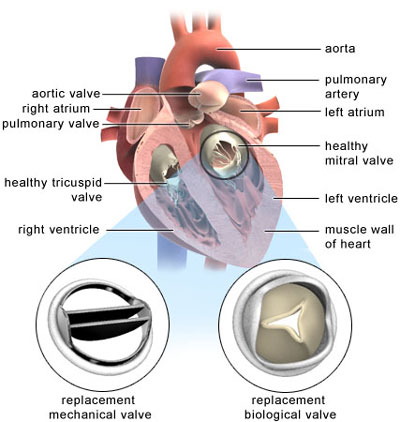 aorta
pulmonary
artery
aortic valve
right atrium
pulmonary valve
left atrium
healthy
mitral valve
healthy tricuspid
valve
left ventricle
right ventricle
muscle wall
of heart
replacement
mechanical valve
replacement
biological valve